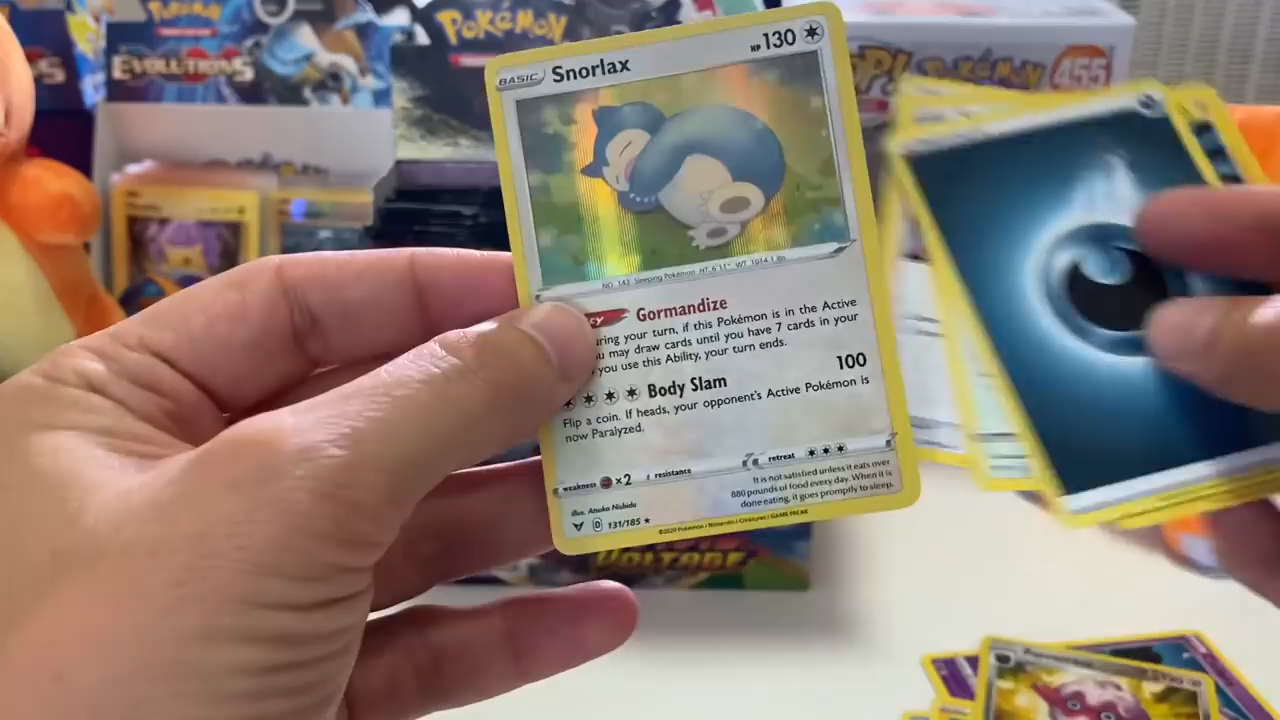 Pokémon
EVOLUTIONS
Pokémon
POP!
Pokémon
455
BASIC Snorlax HP 130
NO. 143 Sleeping Pokémon HT. 6'11" WT. 1014.1 lbs.
Gormandize
uring your turn, if this Pokémon is in the Active
u may draw cards until you have 7 cards in your
you use this Ability, your turn ends.
Body Slam 100
Flip a coin. If heads, your opponent's Active Pokémon is
now Paralyzed.
weakness ×2 resistance retreat
It is not satisfied unless it eats over
880 pounds of food every day. When it is
done eating, it goes promptly to sleep.
illus. Atsuko Nishida
D 131/185
©2020 Pokémon / Nintendo / Creatures / GAME FREAK
VOLTAGE